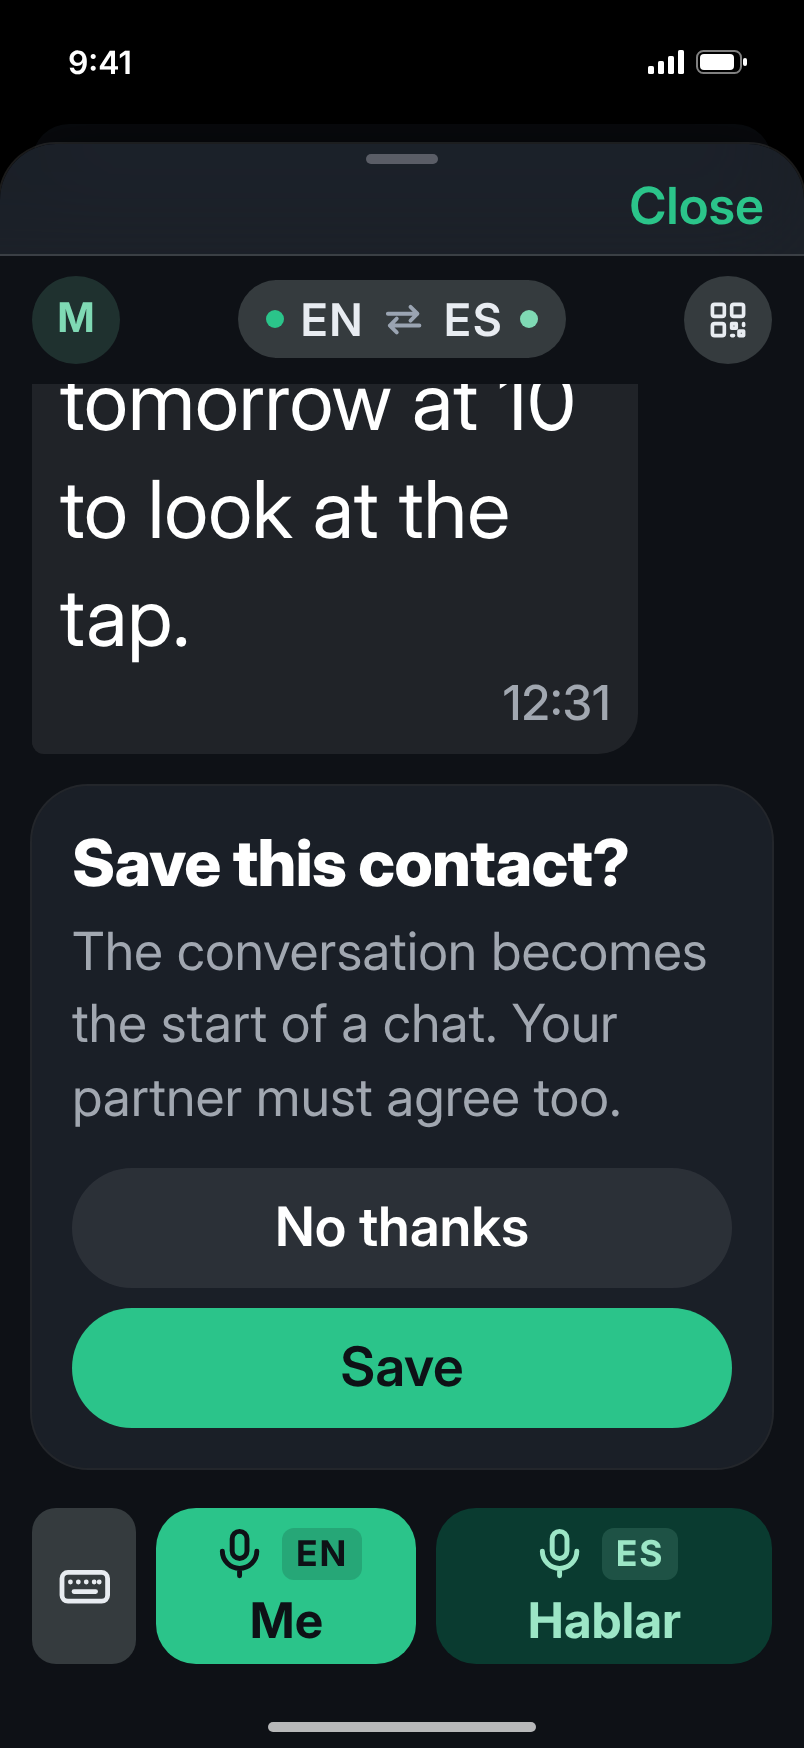 9:41
Close
M
EN ES
tomorrow at 10
to look at the
tap.
12:31
Save this contact?
The conversation becomes
the start of a chat. Your
partner must agree too.
No thanks
Save
EN
Me
ES
Hablar